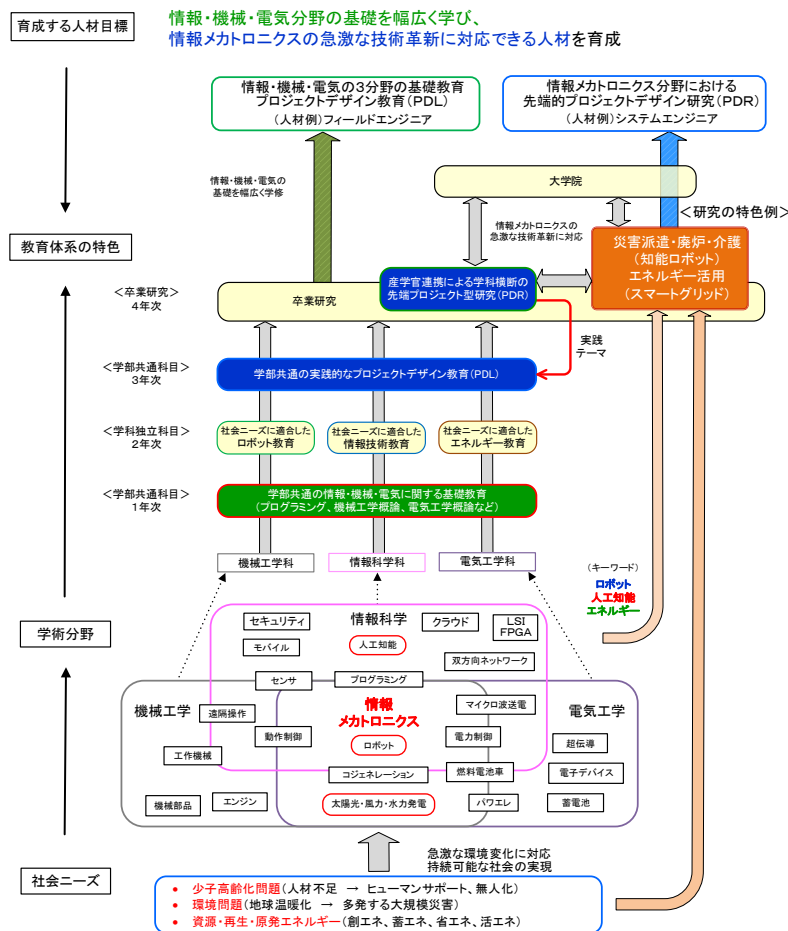 育成する人材目標
情報・機械・電気分野の基礎を幅広く学び、
情報メカトロニクスの急激な技術革新に対応できる人材を育成
情報・機械・電気の3分野の基礎教育
プロジェクトデザイン教育(PDL)
(人材例)フィールドエンジニア
情報メカトロニクス分野における
先端的プロジェクトデザイン研究(PDR)
(人材例)システムエンジニア
情報・機械・電気の
基礎を幅広く学修
大学院
情報メカトロニクスの
急激な技術革新に対応
<研究の特色例>
教育体系の特色
災害派遣・廃炉・介護
(知能ロボット)
エネルギー活用
(スマートグリッド)
<卒業研究>
4年次
卒業研究
産学官連携による学科横断の
先端プロジェクト型研究(PDR)
実践
テーマ
<学部共通科目>
3年次
学部共通の実践的なプロジェクトデザイン教育(PDL)
<学科独立科目>
2年次
社会ニーズに適合した
ロボット教育
社会ニーズに適合した
情報技術教育
社会ニーズに適合した
エネルギー教育
<学部共通科目>
1年次
学部共通の情報・機械・電気に関する基礎教育
(プログラミング、機械工学概論、電気工学概論など)
機械工学科
情報科学科
電気工学科
(キーワード)
ロボット
人工知能
エネルギー
学術分野
セキュリティ
情報科学
クラウド
LSI
FPGA
モバイル
人工知能
双方向ネットワーク
センサ
プログラミング
機械工学
遠隔操作
情報
メカトロニクス
マイクロ波送電
電気工学
動作制御
ロボット
電力制御
超伝導
工作機械
コジェネレーション
燃料電池車
電子デバイス
機械部品
エンジン
太陽光・風力・水力発電
パワエレ
蓄電池
急激な環境変化に対応
持続可能な社会の実現
社会ニーズ
• 少子高齢化問題(人材不足 → ヒューマンサポート、無人化)
• 環境問題(地球温暖化 → 多発する大規模災害)
• 資源・再生・原発エネルギー(創エネ、蓄エネ、省エネ、活エネ)